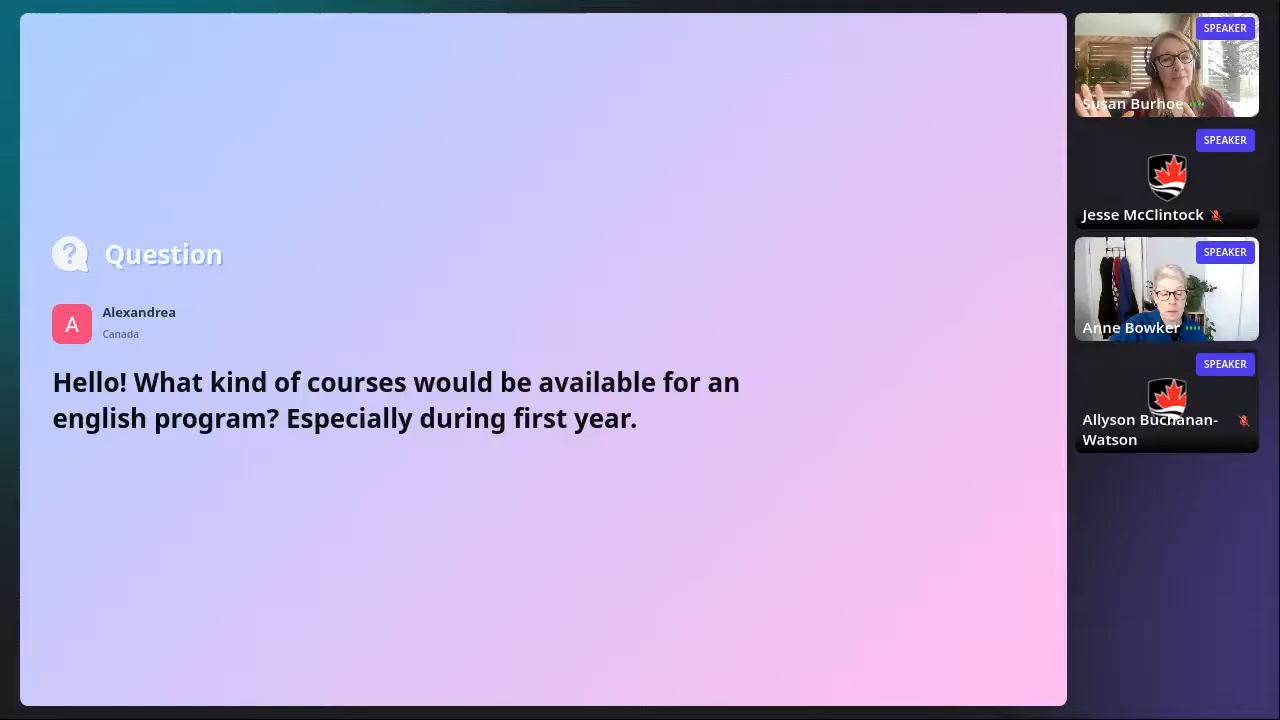 Question
A
Alexandrea
Canada
Hello! What kind of courses would be available for an
english program? Especially during first year.
SPEAKER
Susan Burhoe
SPEAKER
Jesse McClintock
SPEAKER
Anne Bowker
SPEAKER
Allyson Buchanan-
Watson